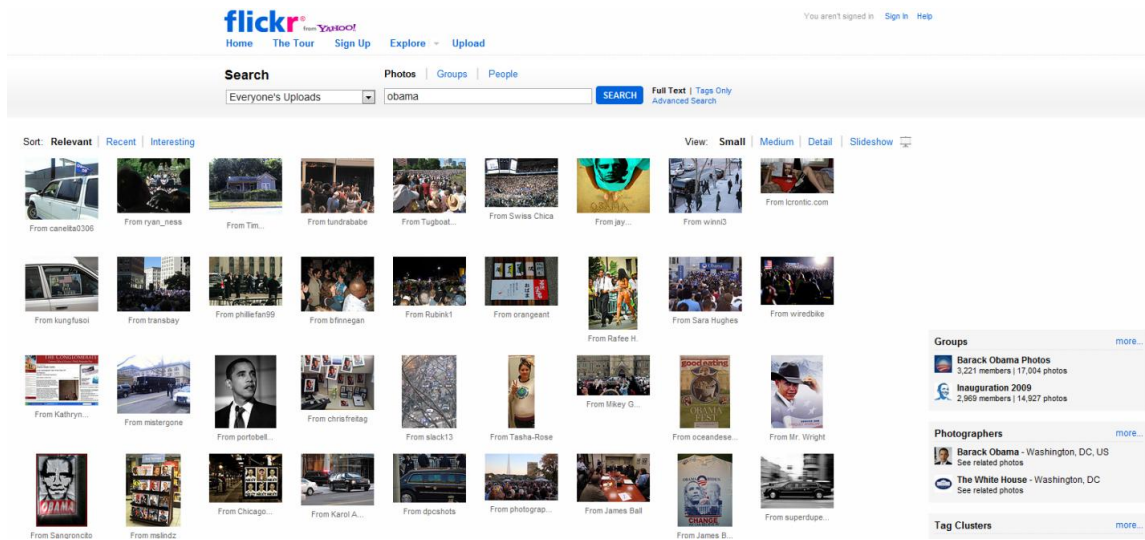 flickr from YAHOO!
You aren't signed in Sign In Help
Home The Tour Sign Up Explore Upload
Search
Photos Groups People
Everyone's Uploads
obama
SEARCH
Full Text | Tags Only
Advanced Search
Sort: Relevant Recent Interesting
View: Small Medium Detail Slideshow
From canelita0306
From ryan_ness
From Tim...
From tundrababe
From Tugboat...
From Swiss Chica
From jay...
From winni3
From lcrontic.com
From kungfusoi
From transbay
From philliefan99
From bfinnegan
From Rubink1
From orangeant
From Rafee H.
From Sara Hughes
From wiredbike
From Kathryn...
From mistergone
From portobell...
From chrisfreitag
From slack13
From Tasha-Rose
From Mikey G...
good eating
OBAMA
From oceandese...
From Mr. Wright
OBAMA
From Sangroncito
From mslindz
From Chicago...
From Karol A...
From dpcshots
From photograp...
From James Ball
CHANGE
From James B...
From superdupe...
Groups more...
Barack Obama Photos
3,221 members | 17,004 photos
Inauguration 2009
2,969 members | 14,927 photos
Photographers more...
Barack Obama - Washington, DC, US
See related photos
The White House - Washington, DC
See related photos
Tag Clusters more...